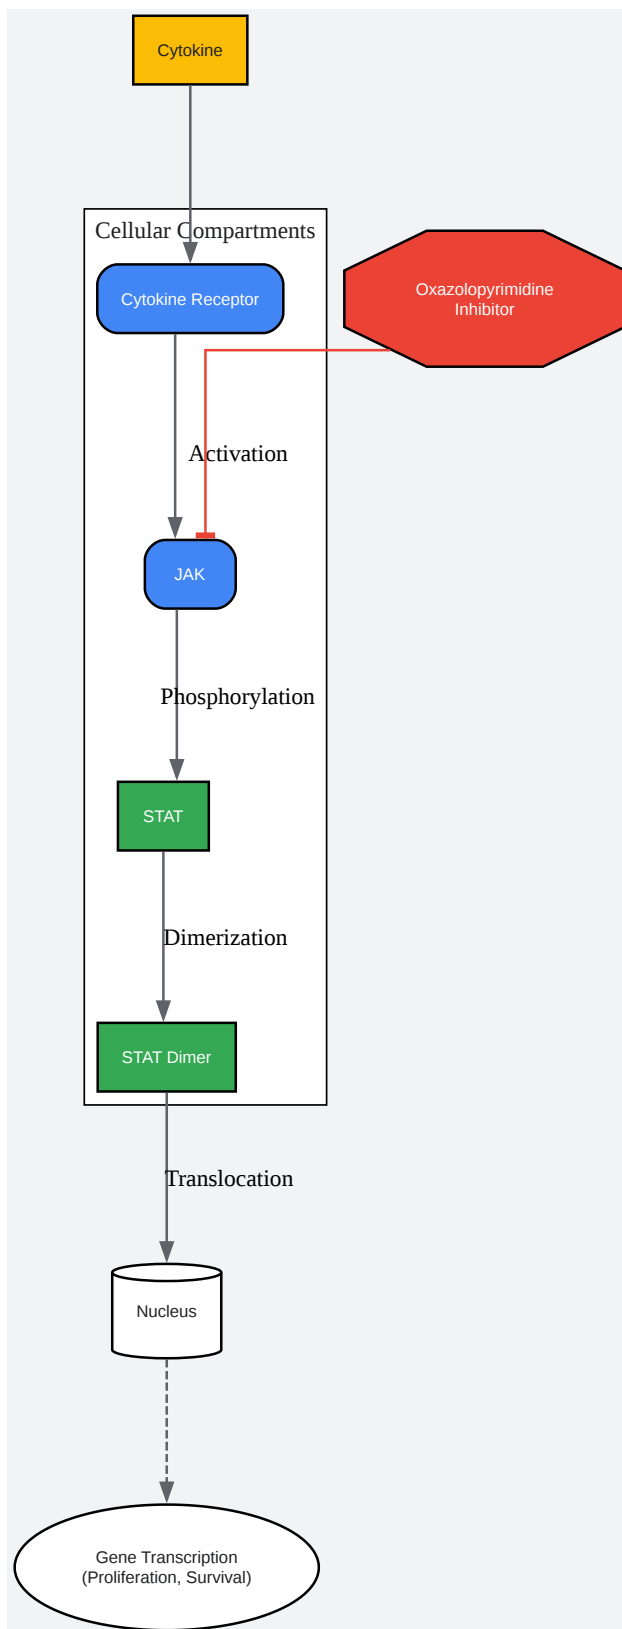 Cytokine
Cellular Compartments
Cytokine Receptor
Oxazolopyrimidine
Inhibitor
Activation
JAK
Phosphorylation
STAT
Dimerization
STAT Dimer
Translocation
Nucleus
Gene Transcription
(Proliferation, Survival)